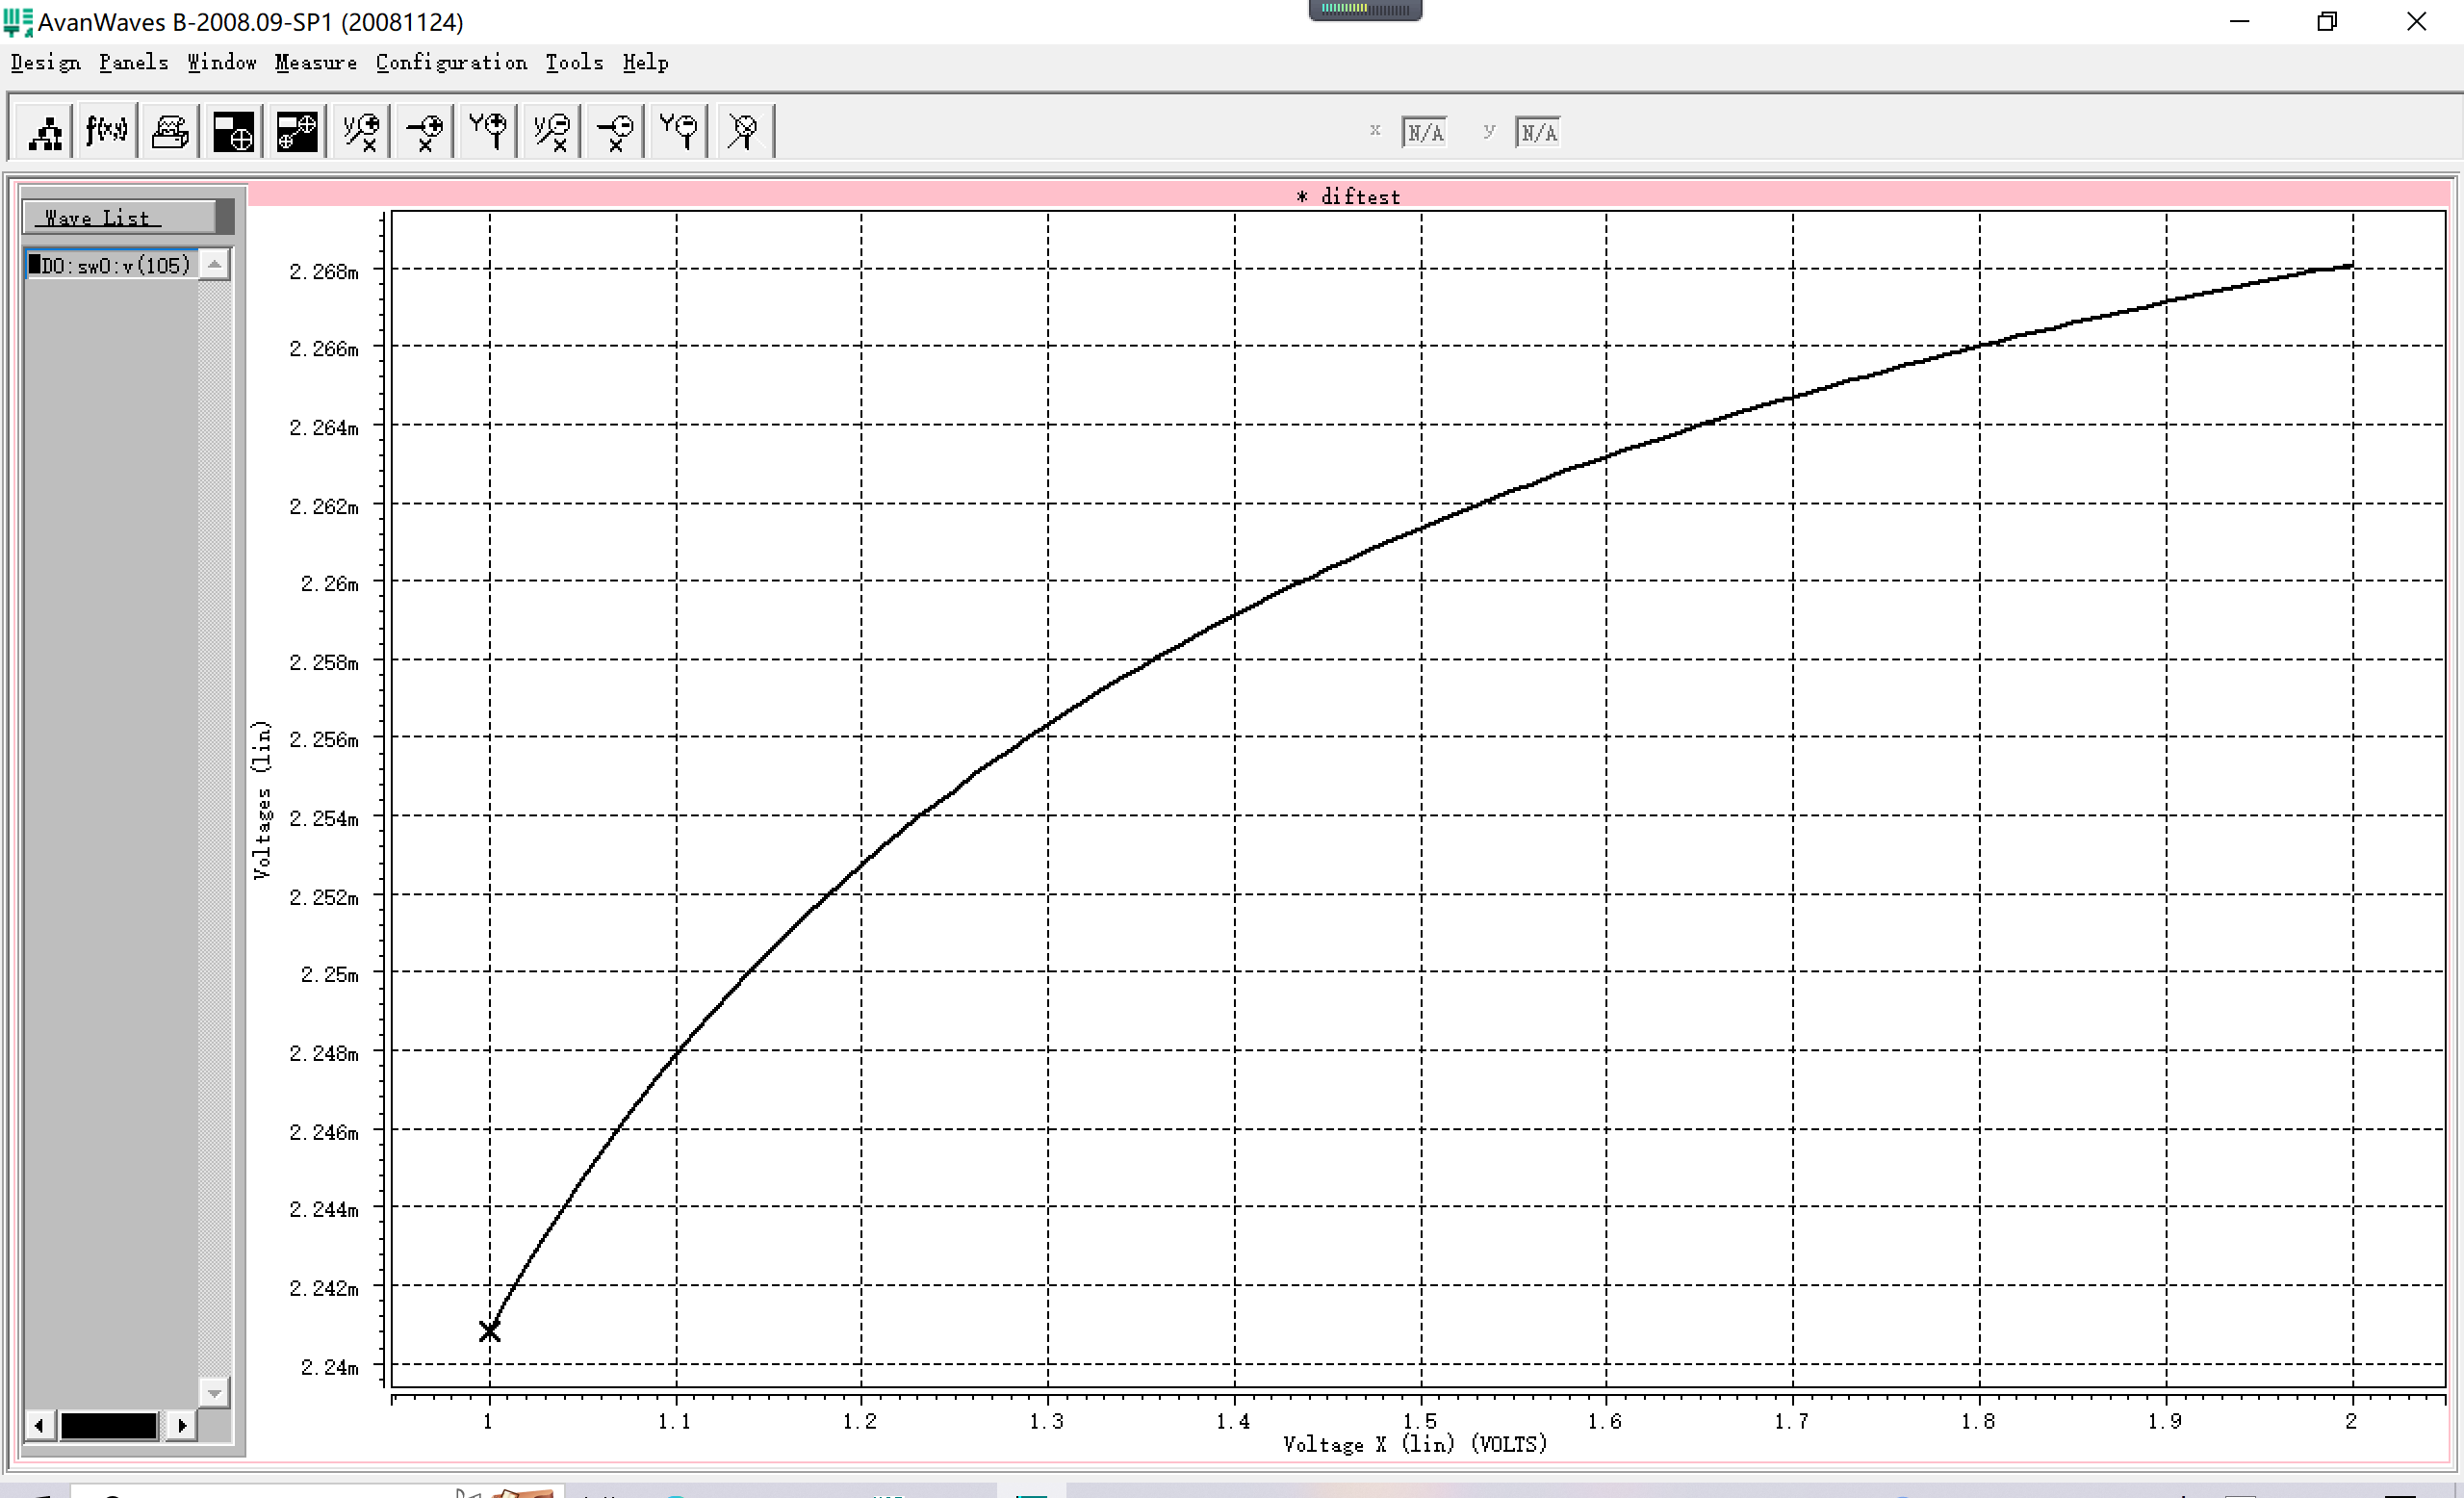 AvanWaves B-2008.09-SP1 (20081124)
Design Panels Window Measure Configuration Tools Help
f(x,y)
x N/A y N/A
* diftest
Wave List
D0:sw0:v(105)
Voltages (lin)
2.268m
2.266m
2.264m
2.262m
2.26m
2.258m
2.256m
2.254m
2.252m
2.25m
2.248m
2.246m
2.244m
2.242m
2.24m
1 1.1 1.2 1.3 1.4 1.5 1.6 1.7 1.8 1.9 2
Voltage X (lin) (VOLTS)